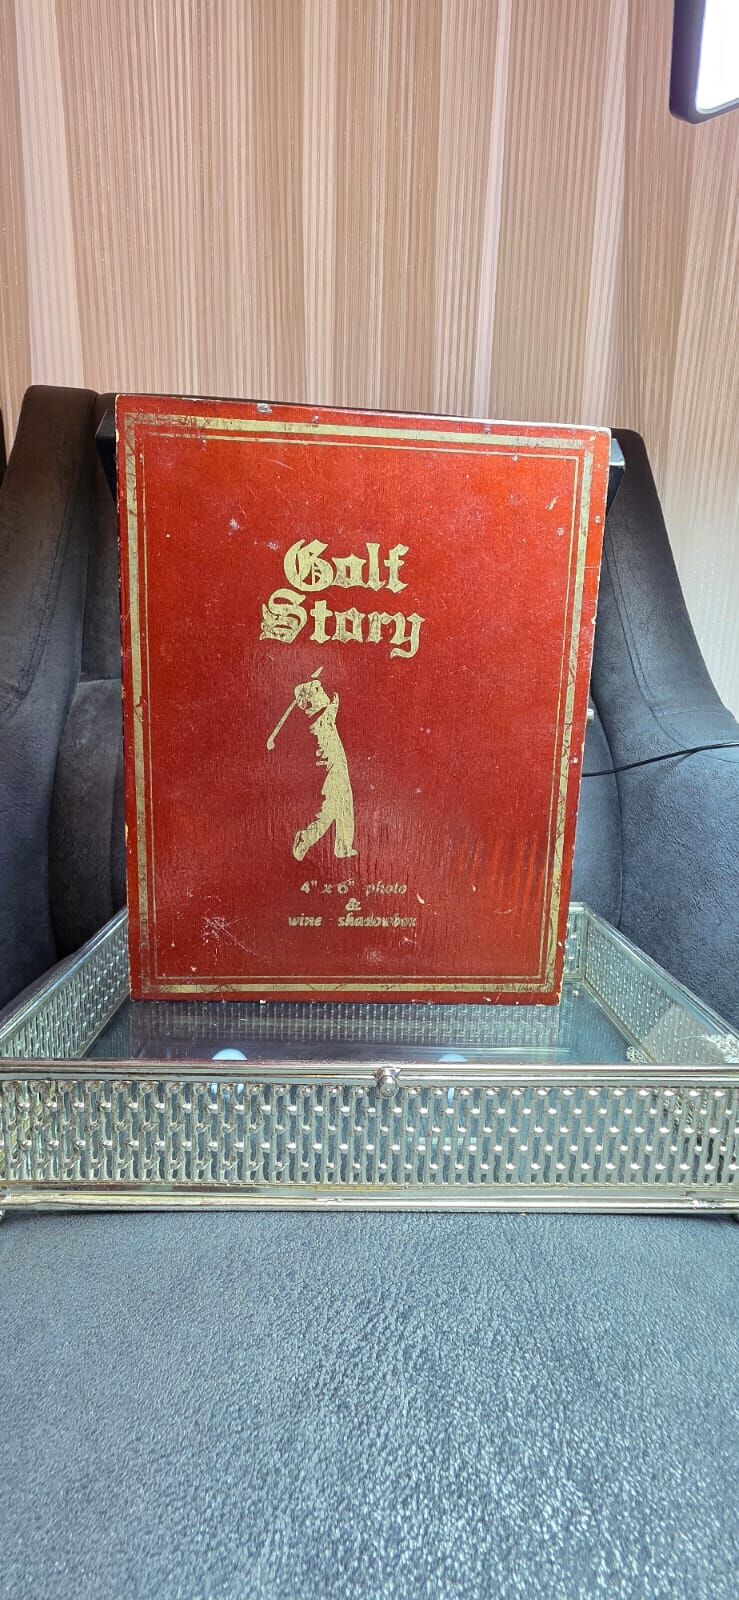 Golf
Story
4" x 6" photo
&
wine shadowbox